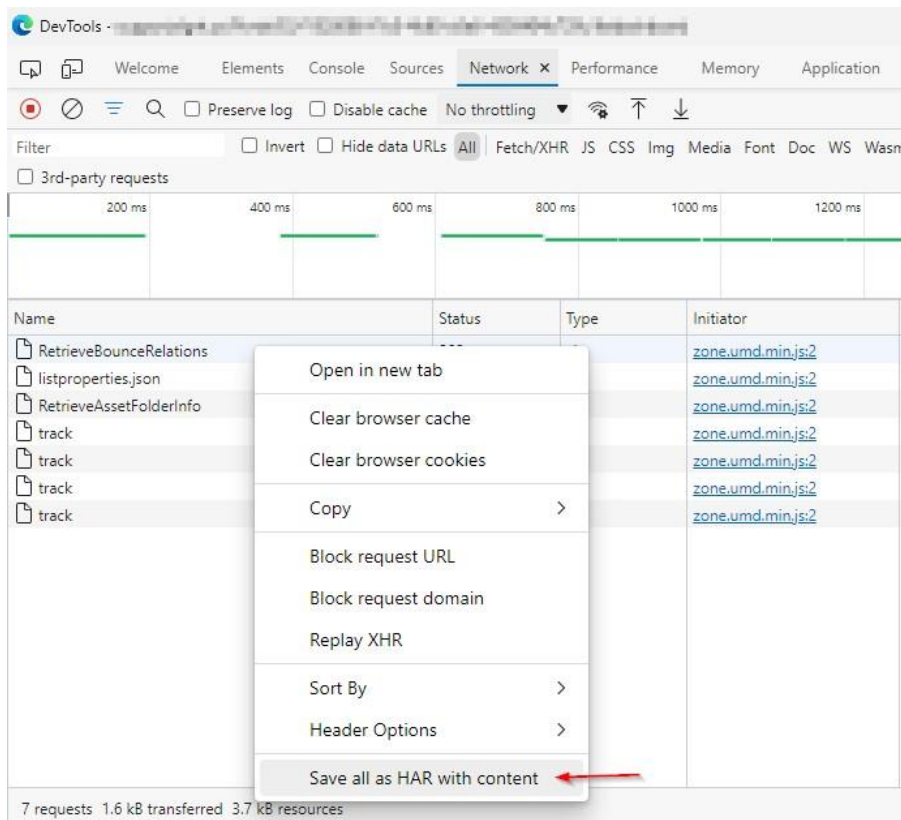 DevTools -
Welcome Elements Console Sources Network × Performance Memory Application
Preserve log Disable cache No throttling
Filter Invert Hide data URLs All Fetch/XHR JS CSS Img Media Font Doc WS Wasm
3rd-party requests
200 ms 400 ms 600 ms 800 ms 1000 ms 1200 ms
Name Status Type Initiator
RetrieveBounceRelations zone.umd.min.js:2
listproperties.json zone.umd.min.js:2
RetrieveAssetFolderInfo zone.umd.min.js:2
track zone.umd.min.js:2
track zone.umd.min.js:2
track zone.umd.min.js:2
track zone.umd.min.js:2
Open in new tab
Clear browser cache
Clear browser cookies
Copy
Block request URL
Block request domain
Replay XHR
Sort By
Header Options
Save all as HAR with content
7 requests 1.6 kB transferred 3.7 kB resources